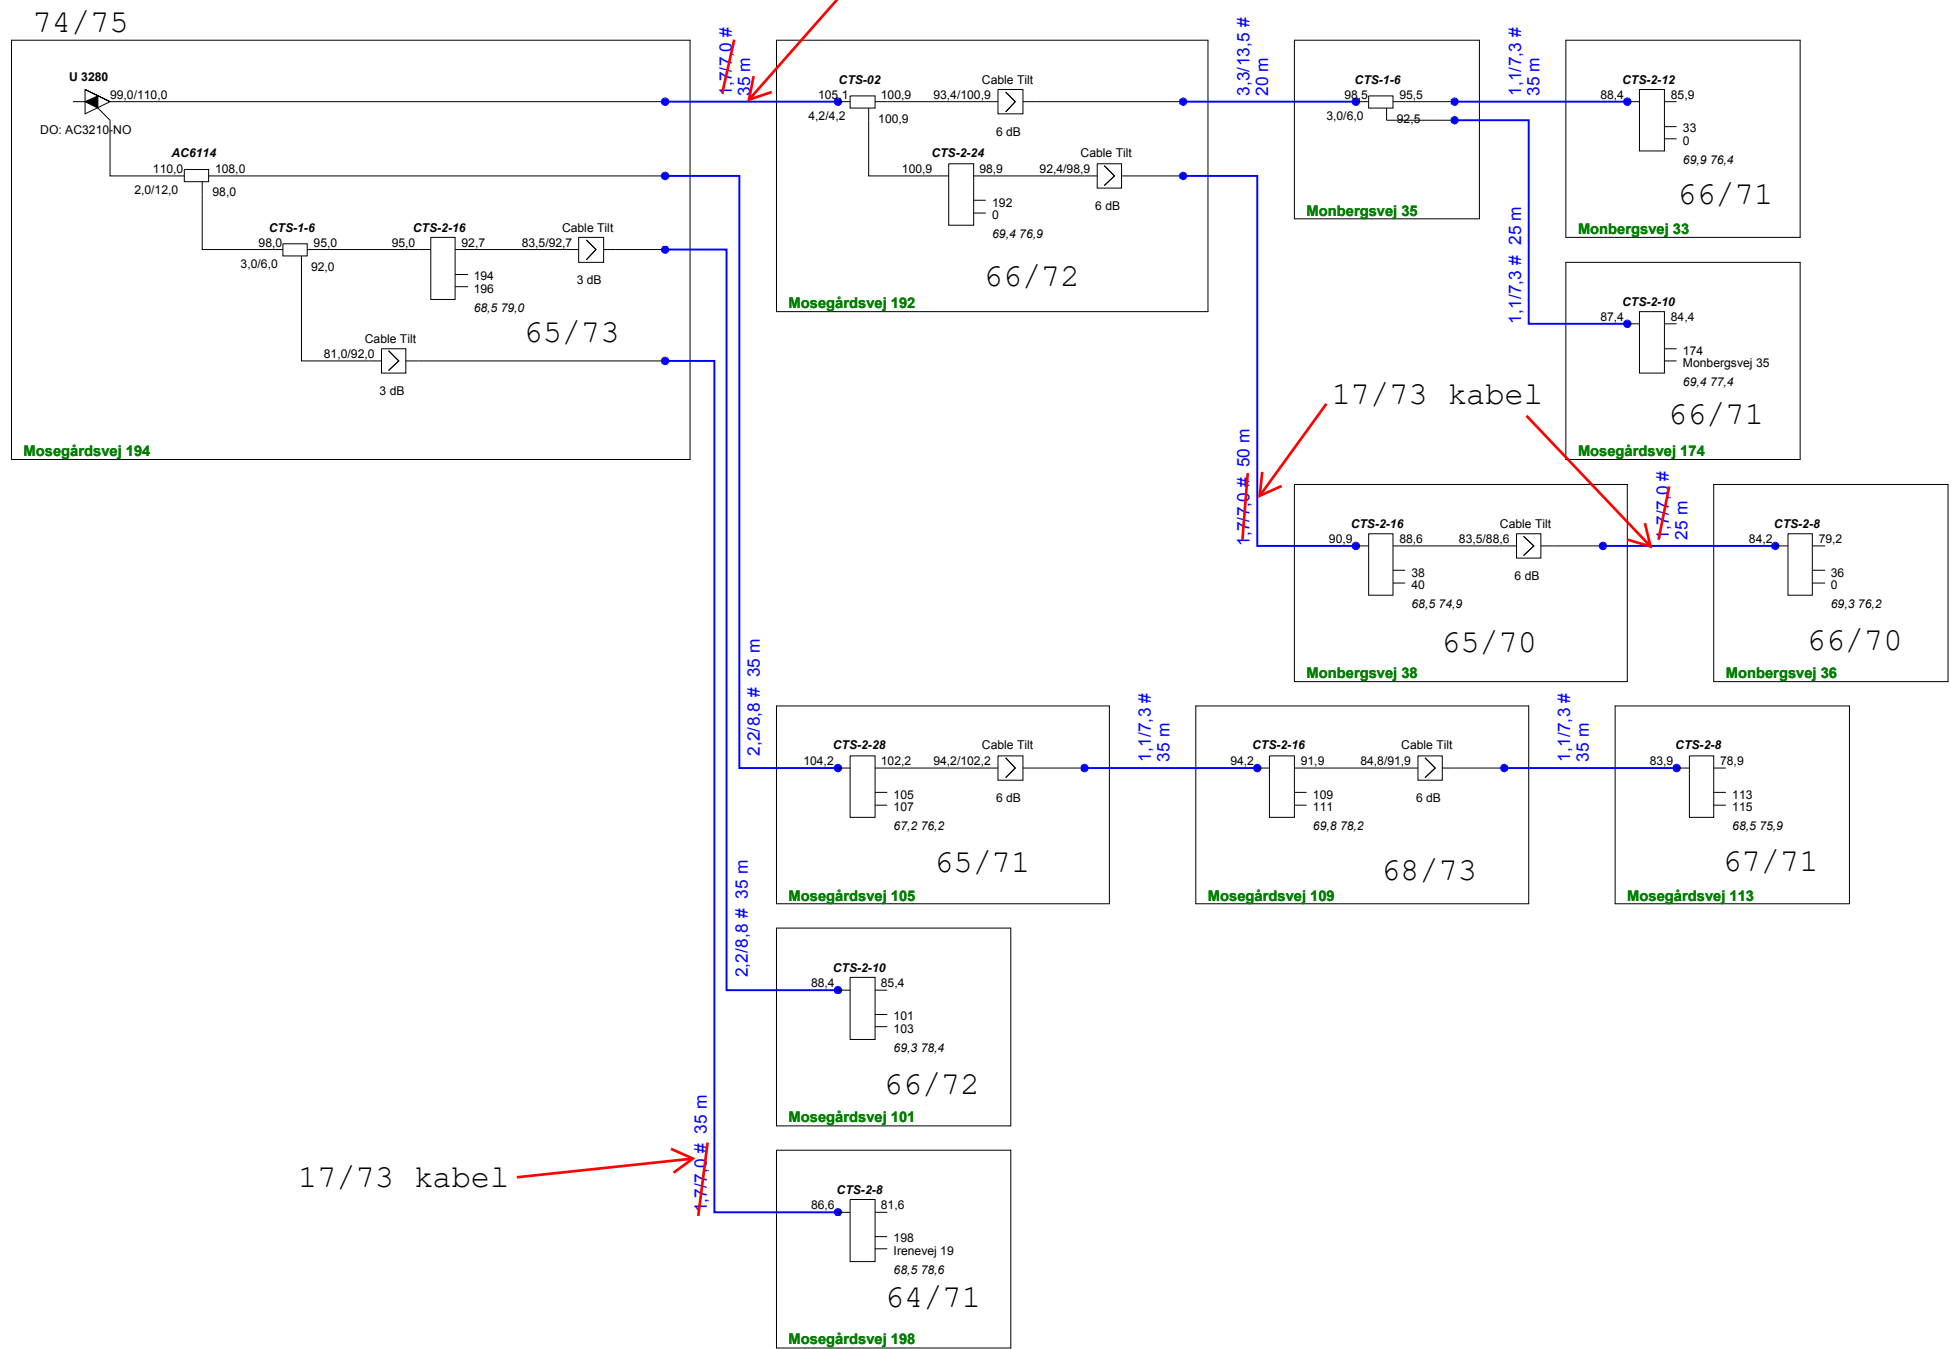 74/75
U 3280
99,0/110,0
DO: AC3210-NO
AC6114
110,0 108,0
2,0/12,0 98,0
CTS-1-6
98,0 95,0
3,0/6,0 92,0
CTS-2-16
95,0 92,7
194
196
68,5 79,0
83,5/92,7
Cable Tilt
3 dB
65/73
Cable Tilt
81,0/92,0
3 dB
Mosegårdsvej 194
1,7/7,0 #
35 m
CTS-02
105,1 100,9
4,2/4,2 100,9
93,4/100,9
Cable Tilt
6 dB
CTS-2-24
100,9 98,9
192
0
69,4 76,9
92,4/98,9
Cable Tilt
6 dB
66/72
Mosegårdsvej 192
3,3/13,5 #
20 m
CTS-1-6
98,5 95,5
3,0/6,0 92,5
Monbergsvej 35
1,1/7,3 #
35 m
CTS-2-12
88,4 85,9
33
0
69,9 76,4
66/71
Monbergsvej 33
1,1/7,3 # 25 m
CTS-2-10
87,4 84,4
174
Monbergsvej 35
69,4 77,4
66/71
Mosegårdsvej 174
17/73 kabel
1,7/7,0 # 50 m
CTS-2-16
90,9 88,6
38
40
68,5 74,9
83,5/88,6
Cable Tilt
6 dB
65/70
Monbergsvej 38
1,7/7,0 #
25 m
CTS-2-8
84,2 79,2
36
0
69,3 76,2
66/70
Monbergsvej 36
2,2/8,8 # 35 m
CTS-2-28
104,2 102,2
105
107
67,2 76,2
94,2/102,2
Cable Tilt
6 dB
65/71
Mosegårdsvej 105
1,1/7,3 #
35 m
CTS-2-16
94,2 91,9
109
111
69,8 78,2
84,8/91,9
Cable Tilt
6 dB
68/73
Mosegårdsvej 109
1,1/7,3 #
35 m
CTS-2-8
83,9 78,9
113
115
68,5 75,9
67/71
Mosegårdsvej 113
2,2/8,8 # 35 m
CTS-2-10
88,4 85,4
101
103
69,3 78,4
66/72
Mosegårdsvej 101
17/73 kabel
1,7/7,0 # 35 m
CTS-2-8
86,6 81,6
198
Irenevej 19
68,5 78,6
64/71
Mosegårdsvej 198